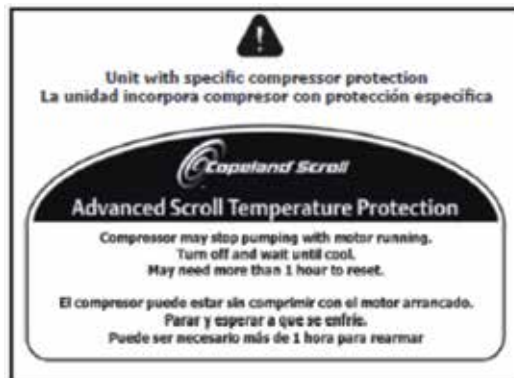 Unit with specific compressor protection
La unidad incorpora compresor con protección específica
Copeland Scroll
Advanced Scroll Temperature Protection
Compressor may stop pumping with motor running.
Turn off and wait until cool.
May need more than 1 hour to reset.
El compresor puede estar sin comprimir con el motor arrancado.
Parar y esperar a que se enfríe.
Puede ser necesario más de 1 hora para rearmar